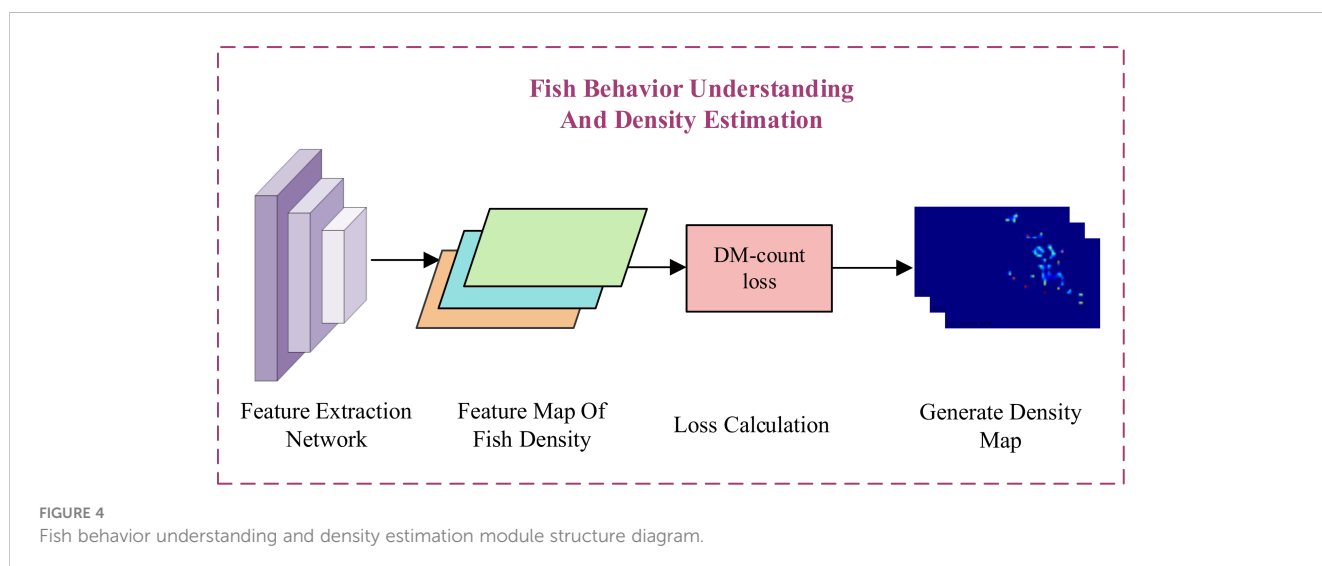 Fish Behavior Understanding
And Density Estimation
DM-count
loss
Feature Extraction
Network
Feature Map Of
Fish Density
Loss Calculation
Generate Density
Map
FIGURE 4
Fish behavior understanding and density estimation module structure diagram.